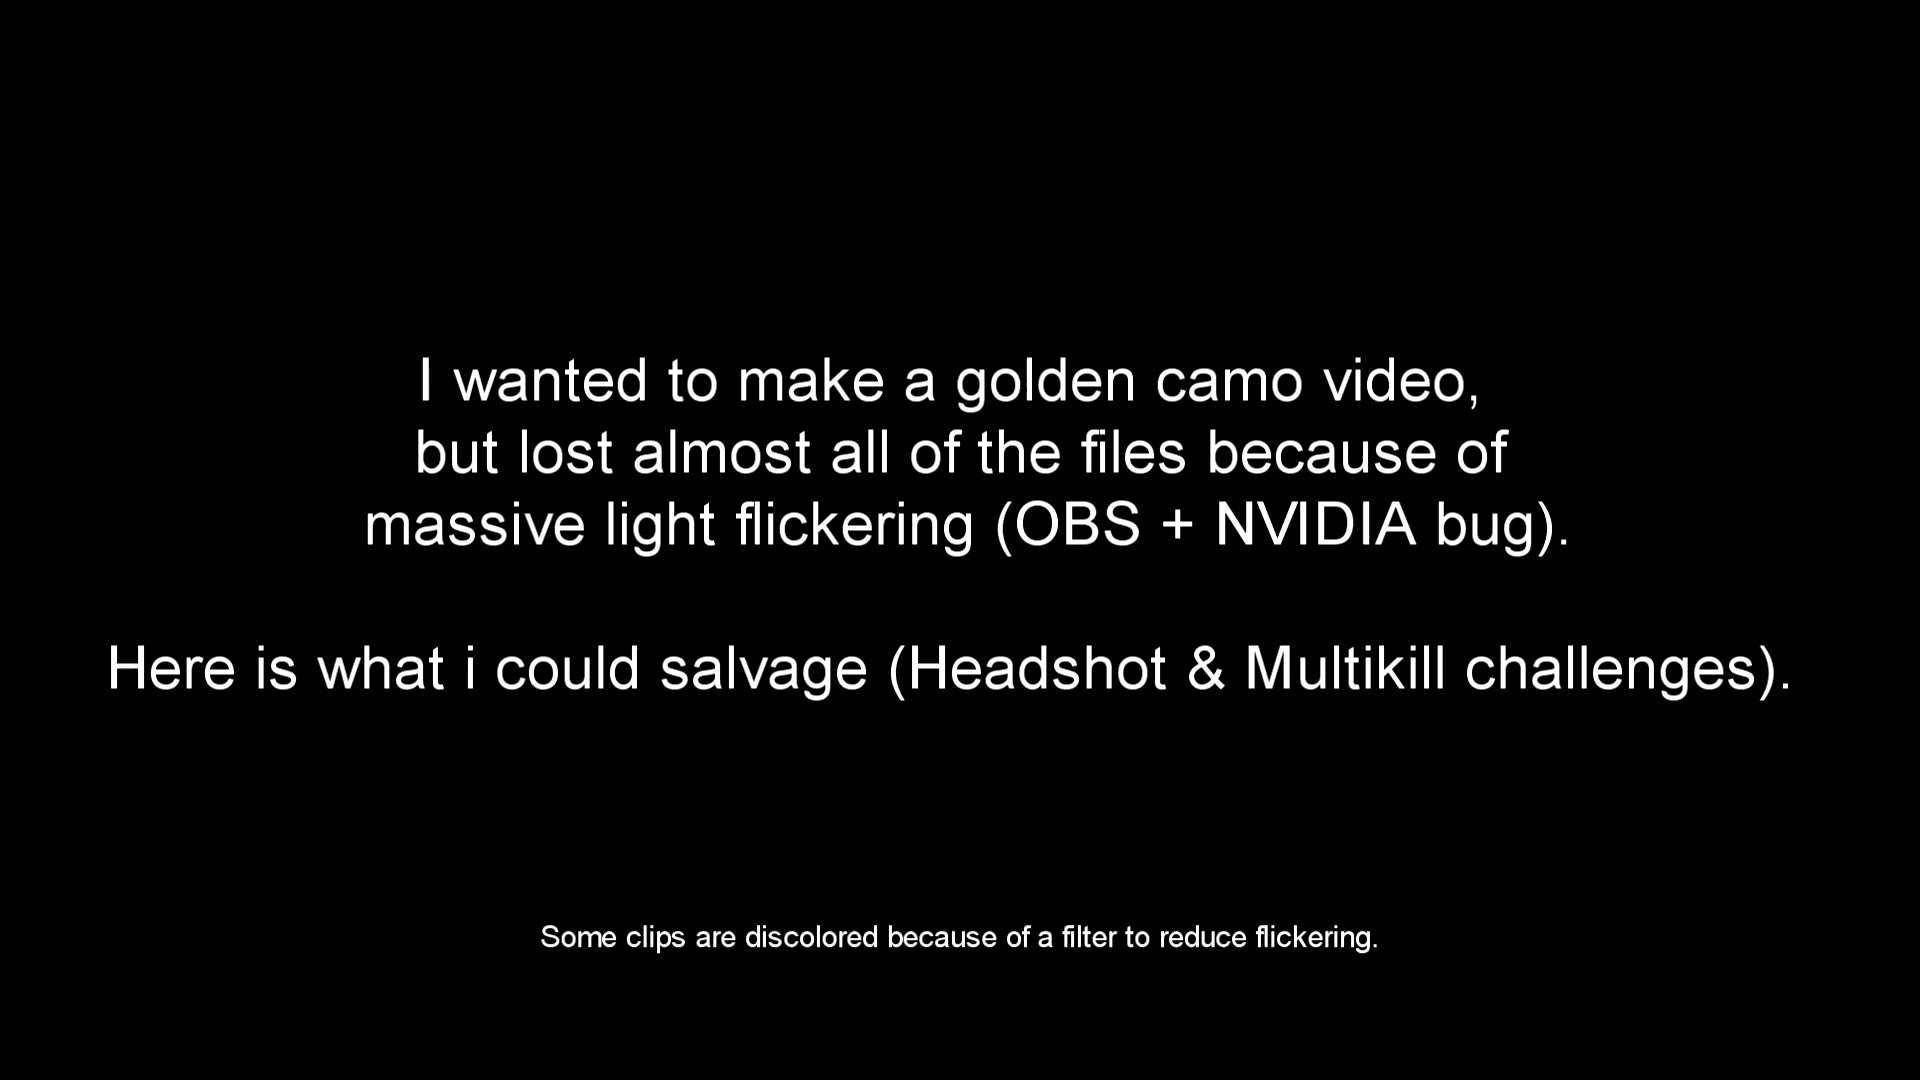 I wanted to make a golden camo video,
but lost almost all of the files because of
massive light flickering (OBS + NVIDIA bug).
Here is what i could salvage (Headshot & Multikill challenges).
Some clips are discolored because of a filter to reduce flickering.